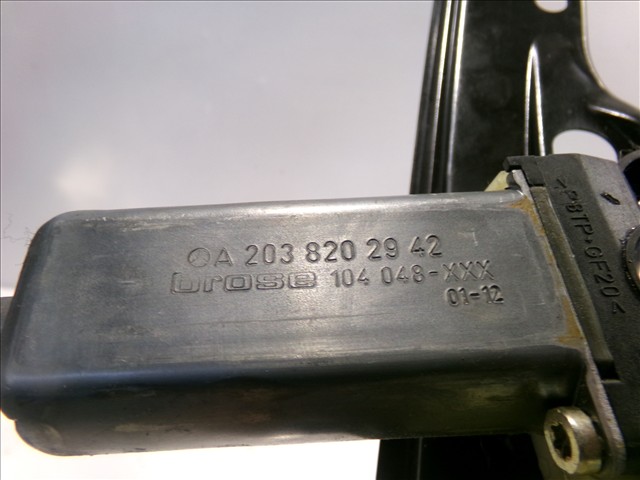 A 203 820 29 42
brose 104 048-XXX
01-12
>PBTP-GF20<